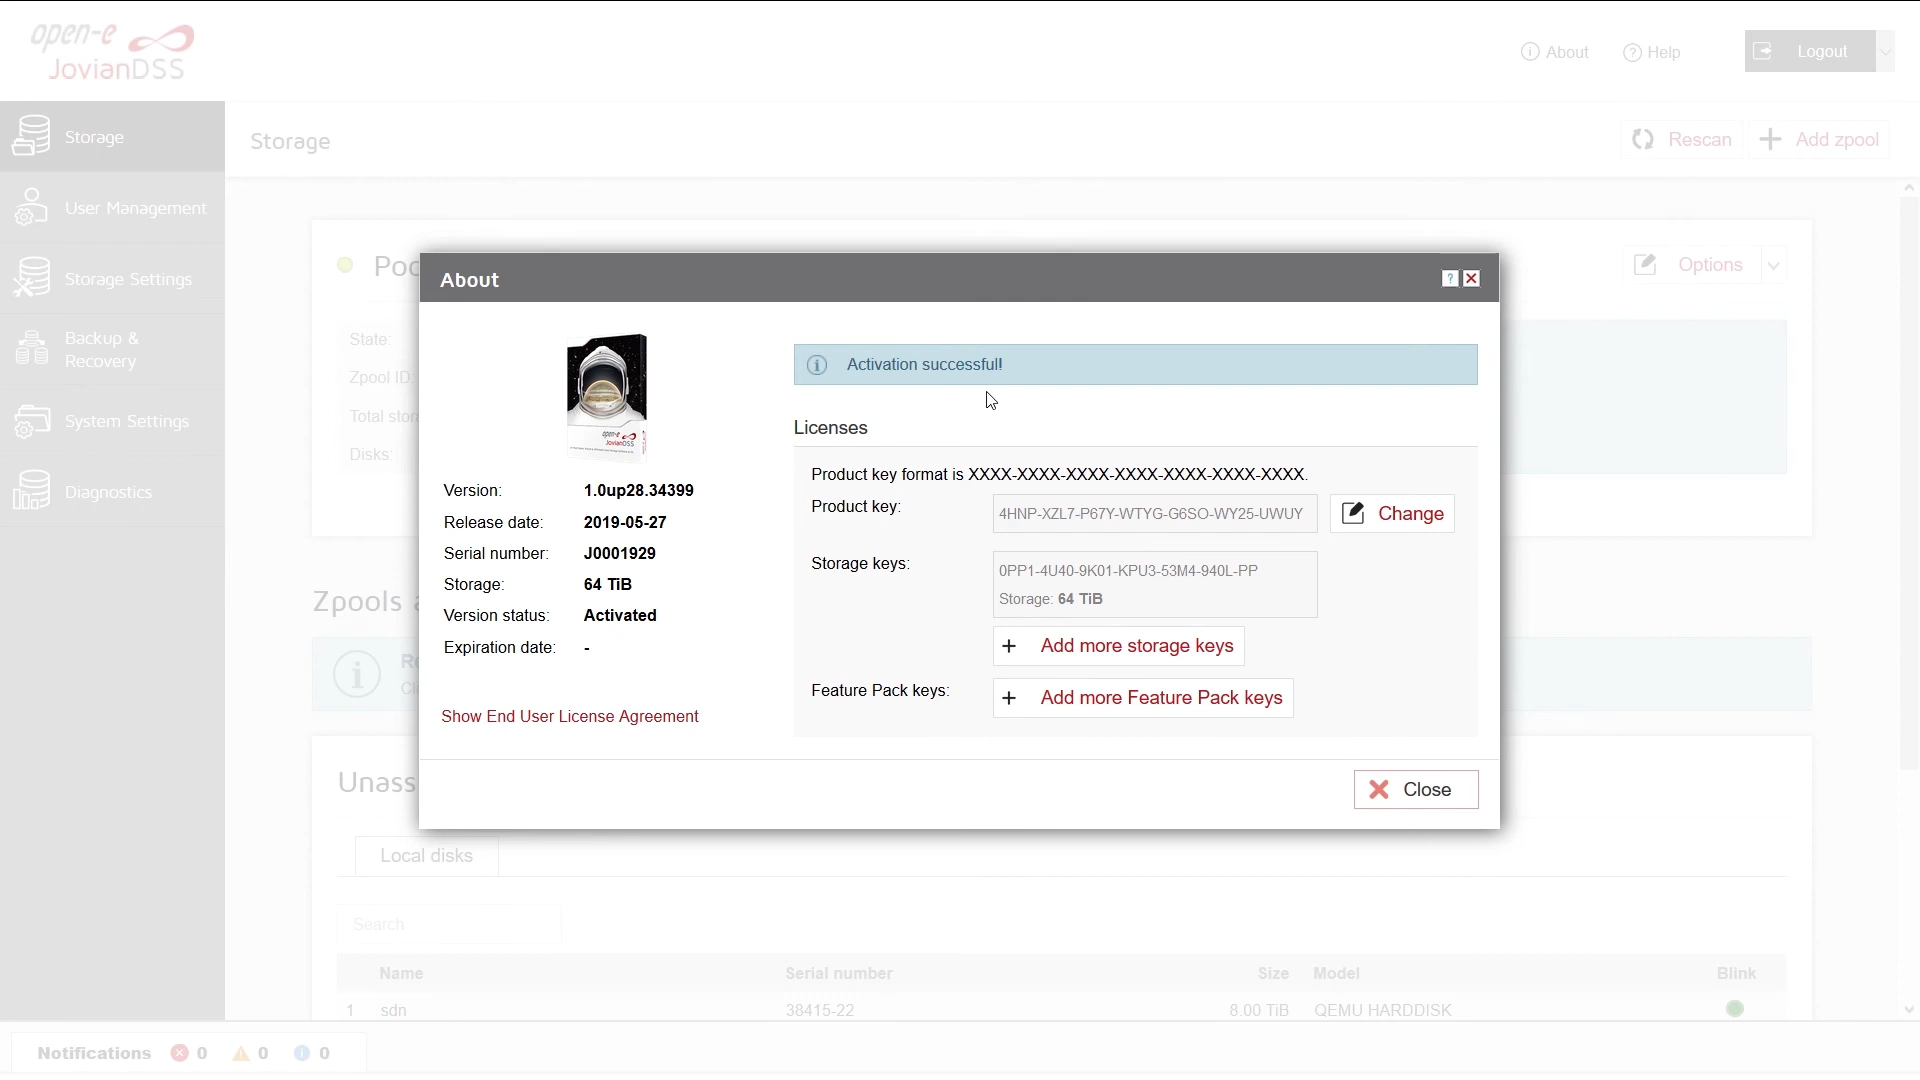 open-e
JovianDSS
About
Help
Logout
Storage
User Management
Storage Settings
Backup &
Recovery
System Settings
Diagnostics
Storage
Rescan
Add zpool
Options
State:
Zpool ID:
Disks:
Zpools
About
open-e
JovianDSS
Version: 1.0up28.34399
Release date: 2019-05-27
Serial number: J0001929
Storage: 64 TiB
Version status: Activated
Expiration date: -
Show End User License Agreement
Activation successful!
Licenses
Product key format is XXXX-XXXX-XXXX-XXXX-XXXX-XXXX-XXXX.
Product key: 4HNP-XZL7-P67Y-WTYG-G6SO-WY25-UWUY Change
Storage keys: 0PP1-4U40-9K01-KPU3-53M4-940L-PP
Storage: 64 TiB
+ Add more storage keys
Feature Pack keys: + Add more Feature Pack keys
Close
Unass
Local disks
Search
Name Serial number Size Model Blink
1 sdn 38415-22 8.00 TiB QEMU HARDDISK
Notifications 0 0 0